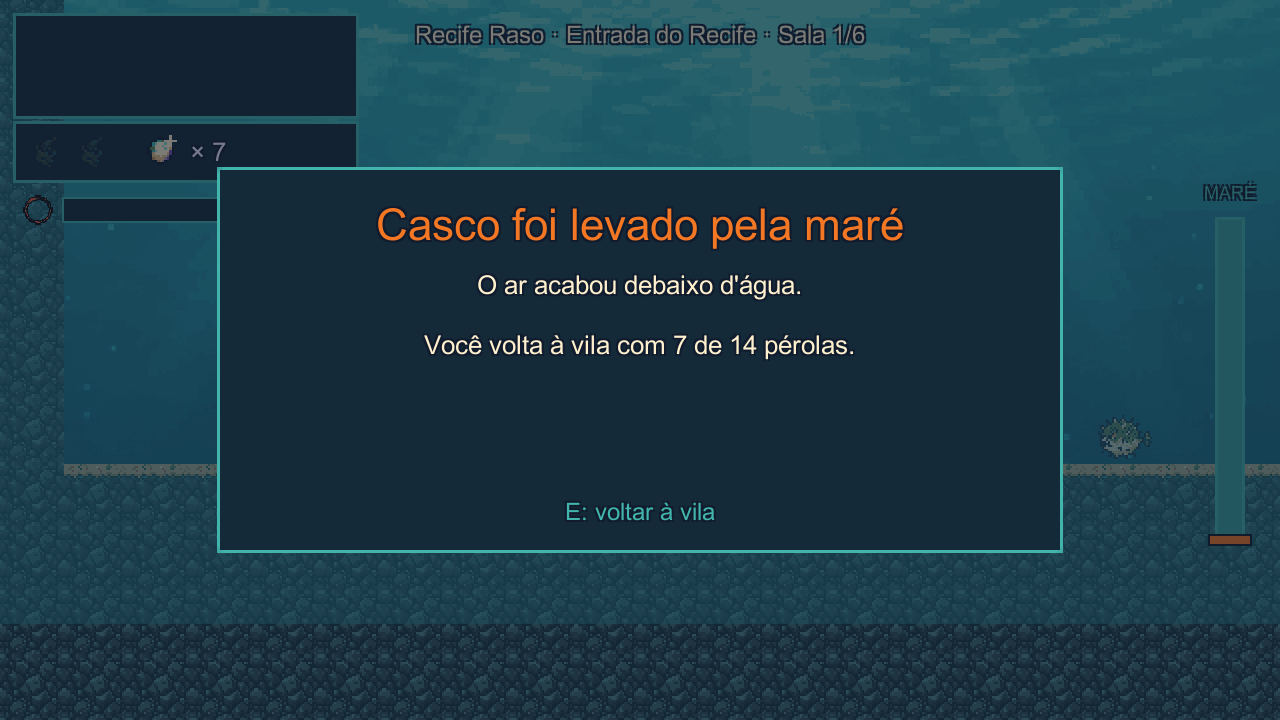 Recife Raso · Entrada do Recife · Sala 1/6
× 7
MARÉ
Casco foi levado pela maré
O ar acabou debaixo d'água.
Você volta à vila com 7 de 14 pérolas.
E: voltar à vila